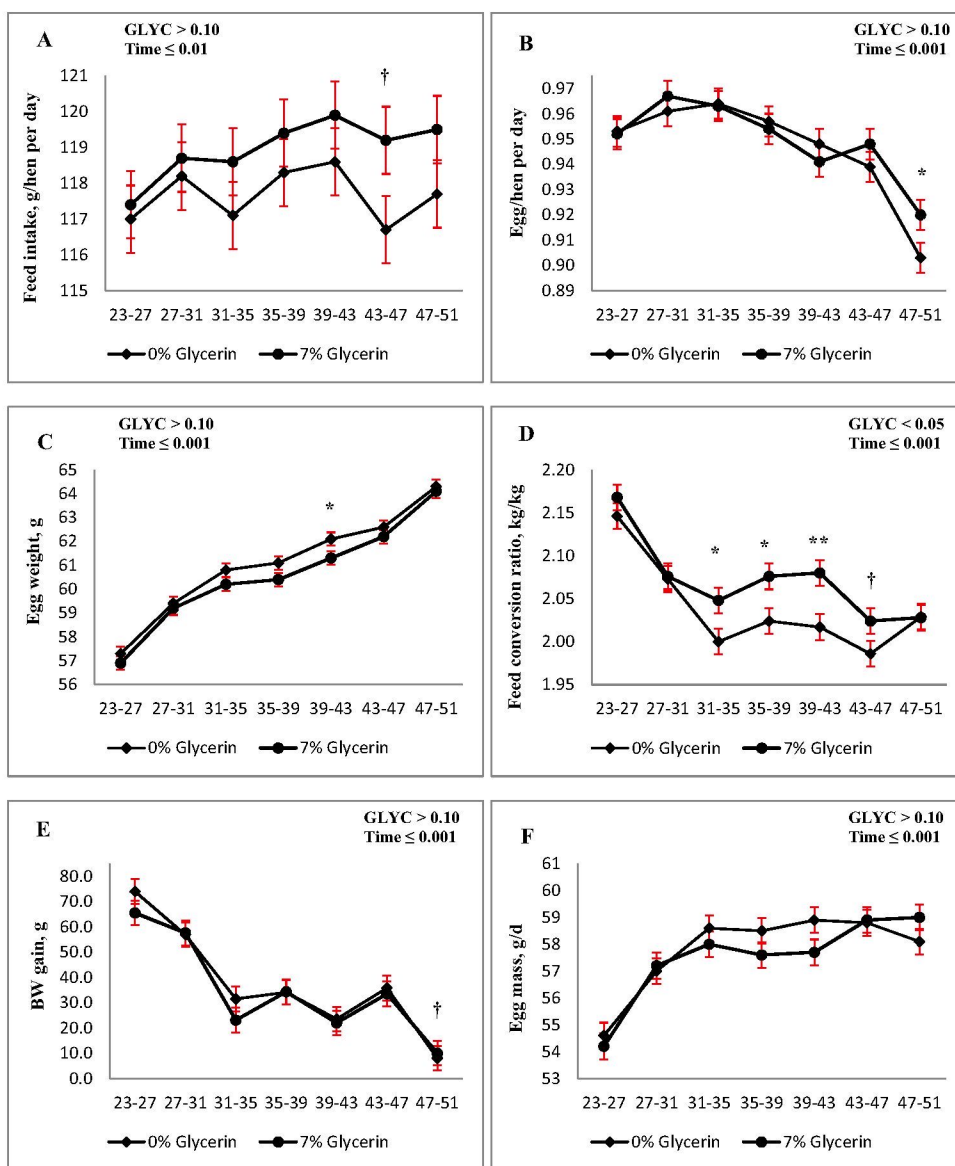 A
GLYC > 0.10
Time ≤ 0.01
†
Feed intake, g/hen per day
121
120
119
118
117
116
115
23-27 27-31 31-35 35-39 39-43 43-47 47-51
0% Glycerin 7% Glycerin
B
GLYC > 0.10
Time ≤ 0.001
*
Egg/hen per day
0.97
0.96
0.95
0.94
0.93
0.92
0.91
0.90
0.89
23-27 27-31 31-35 35-39 39-43 43-47 47-51
0% Glycerin 7% Glycerin
C
GLYC > 0.10
Time ≤ 0.001
*
Egg weight, g
65
64
63
62
61
60
59
58
57
56
23-27 27-31 31-35 35-39 39-43 43-47 47-51
0% Glycerin 7% Glycerin
D
GLYC < 0.05
Time ≤ 0.001
* * ** †
Feed conversion ratio, kg/kg
2.20
2.15
2.10
2.05
2.00
1.95
23-27 27-31 31-35 35-39 39-43 43-47 47-51
0% Glycerin 7% Glycerin
E
GLYC > 0.10
Time ≤ 0.001
†
BW gain, g
80.0
70.0
60.0
50.0
40.0
30.0
20.0
10.0
0.0
23-27 27-31 31-35 35-39 39-43 43-47 47-51
0% Glycerin 7% Glycerin
F
GLYC > 0.10
Time ≤ 0.001
Egg mass, g/d
61
60
59
58
57
56
55
54
53
23-27 27-31 31-35 35-39 39-43 43-47 47-51
0% Glycerin 7% Glycerin